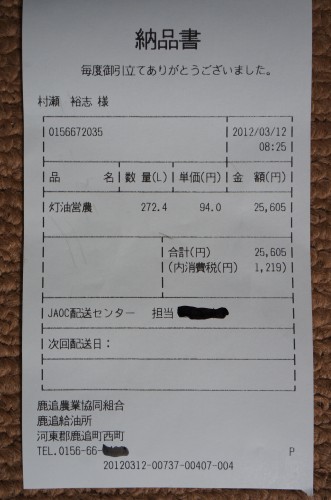 納品書
毎度御引立てありがとうございました。
村瀬 裕志 様
0156672035 2012/03/12
08:25
品 名 数 量(L) 単価(円) 金 額(円)
灯油営農 272.4 94.0 25,605
合計(円) 25,605
(内消費税(円) 1,219)
JAOC配送センター 担当
次回配送日：
鹿追農業協同組合
鹿追給油所
河東郡鹿追町西町
TEL.0156-66-
P
20120312-00737-00407-004